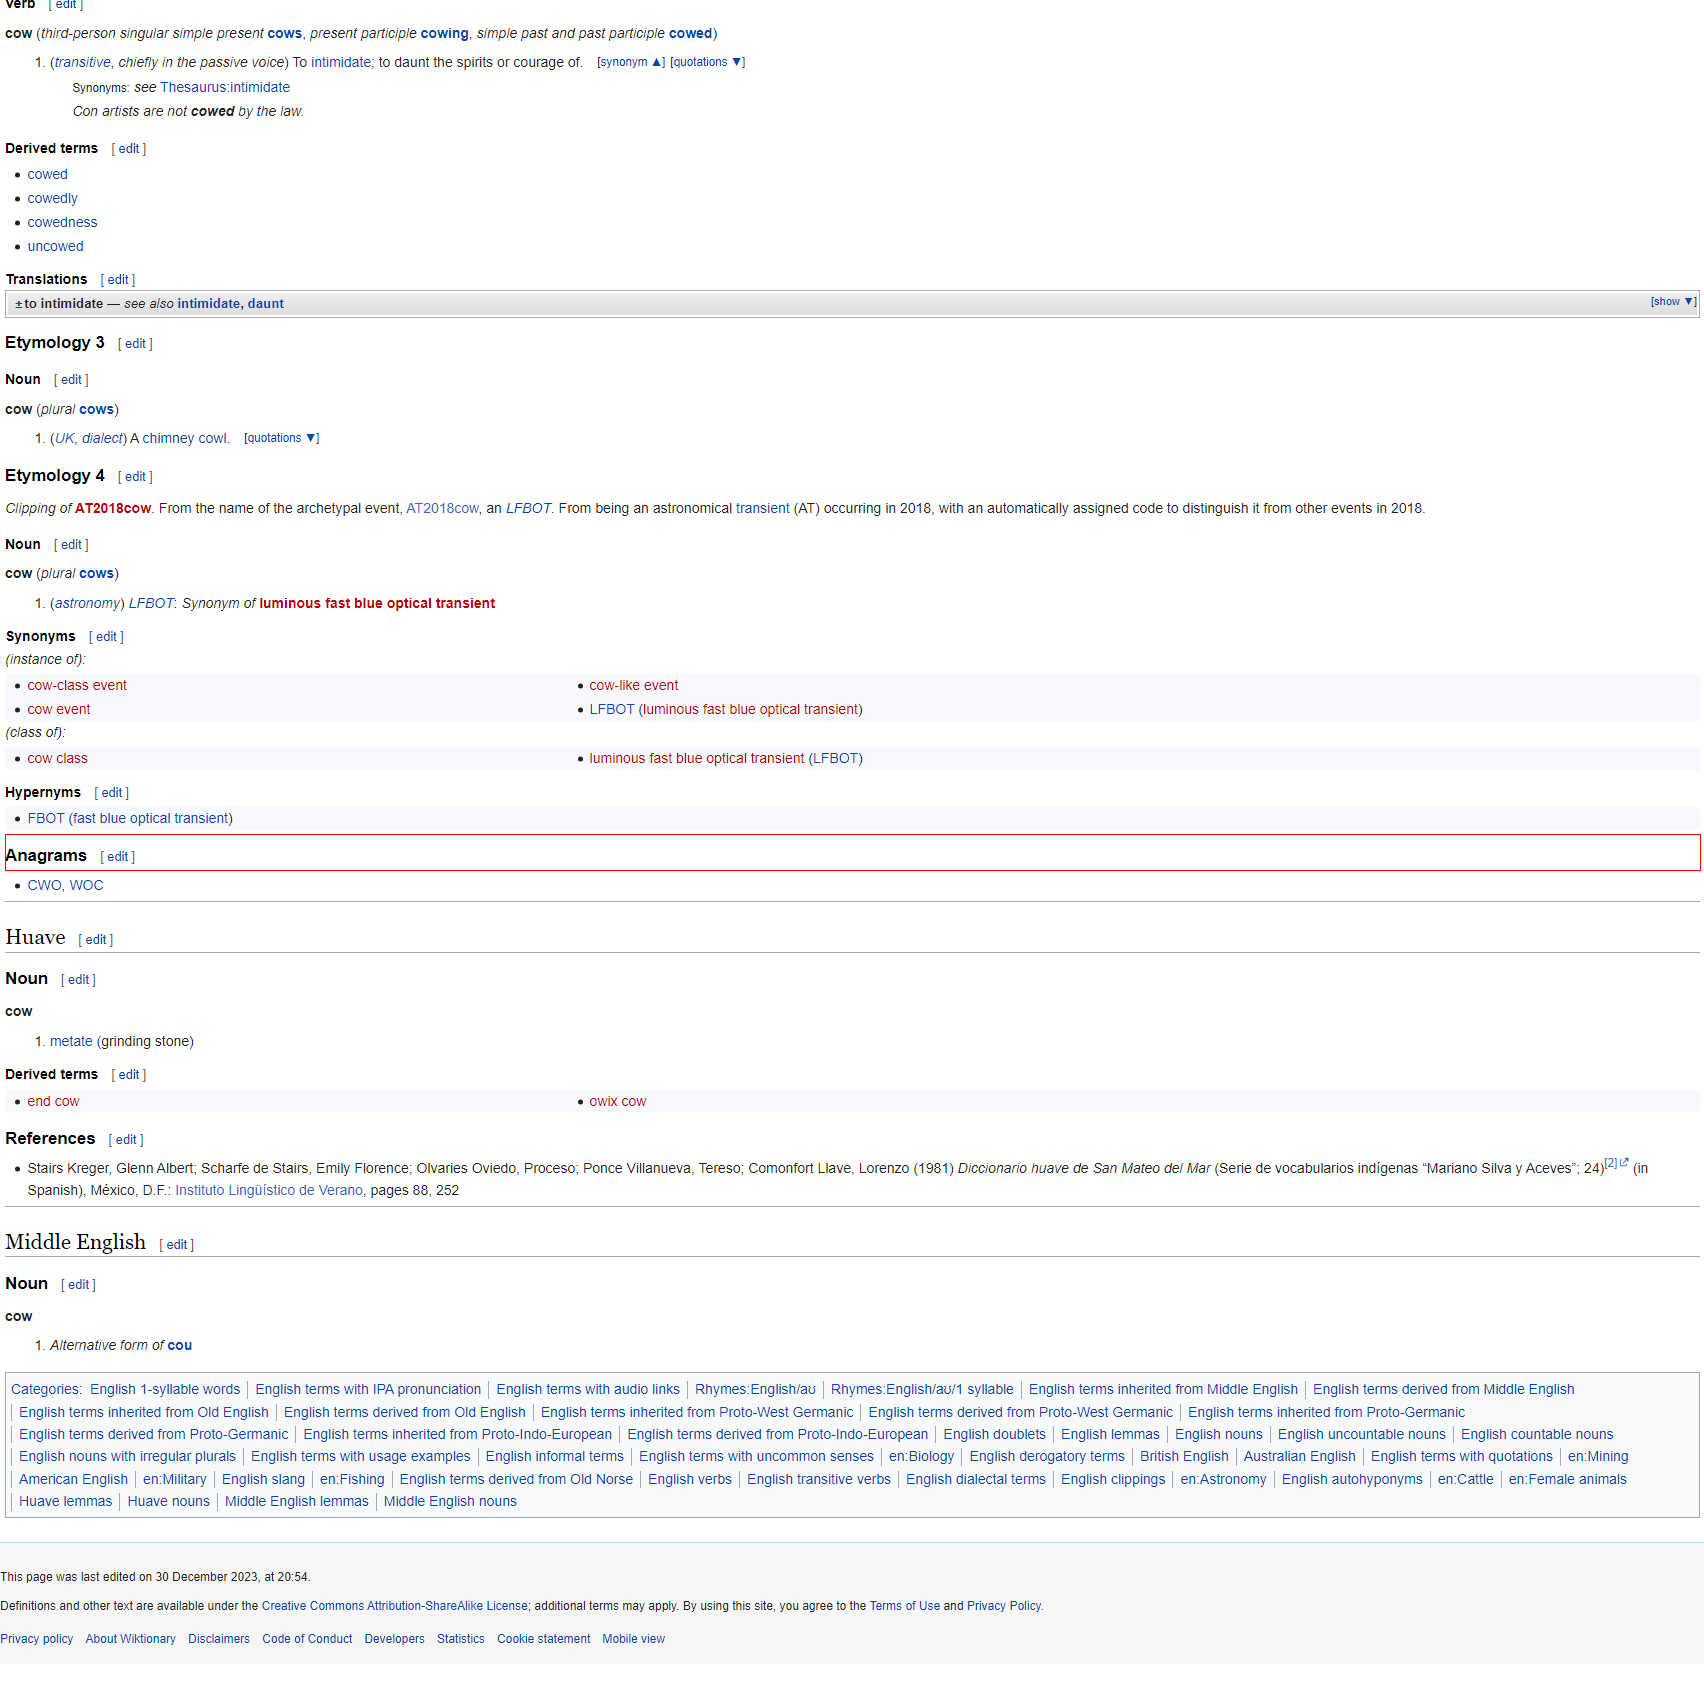 Verb [ edit ]
cow (third-person singular simple present cows, present participle cowing, simple past and past participle cowed)
1. (transitive, chiefly in the passive voice) To intimidate; to daunt the spirits or courage of. [synonym ▲] [quotations ▼]
Synonyms: see Thesaurus:intimidate
Con artists are not cowed by the law.
Derived terms [ edit ]
• cowed
• cowedly
• cowedness
• uncowed
Translations [ edit ]
±to intimidate — see also intimidate, daunt [show ▼]
Etymology 3 [ edit ]
Noun [ edit ]
cow (plural cows)
1. (UK, dialect) A chimney cowl. [quotations ▼]
Etymology 4 [ edit ]
Clipping of AT2018cow. From the name of the archetypal event, AT2018cow, an LFBOT. From being an astronomical transient (AT) occurring in 2018, with an automatically assigned code to distinguish it from other events in 2018.
Noun [ edit ]
cow (plural cows)
1. (astronomy) LFBOT: Synonym of luminous fast blue optical transient
Synonyms [ edit ]
(instance of):
• cow-class event • cow-like event
• cow event • LFBOT (luminous fast blue optical transient)
(class of):
• cow class • luminous fast blue optical transient (LFBOT)
Hypernyms [ edit ]
• FBOT (fast blue optical transient)
Anagrams [ edit ]
• CWO, WOC
Huave [ edit ]
Noun [ edit ]
cow
1. metate (grinding stone)
Derived terms [ edit ]
• end cow • owix cow
References [ edit ]
• Stairs Kreger, Glenn Albert; Scharfe de Stairs, Emily Florence; Olvaries Oviedo, Proceso; Ponce Villanueva, Tereso; Comonfort Llave, Lorenzo (1981) Diccionario huave de San Mateo del Mar (Serie de vocabularios indígenas “Mariano Silva y Aceves”; 24)[2] (in
Spanish), México, D.F.: Instituto Lingüístico de Verano, pages 88, 252
Middle English [ edit ]
Noun [ edit ]
cow
1. Alternative form of cou
Categories: English 1-syllable words | English terms with IPA pronunciation | English terms with audio links | Rhymes:English/aʊ | Rhymes:English/aʊ/1 syllable | English terms inherited from Middle English | English terms derived from Middle English
| English terms inherited from Old English | English terms derived from Old English | English terms inherited from Proto-West Germanic | English terms derived from Proto-West Germanic | English terms inherited from Proto-Germanic
| English terms derived from Proto-Germanic | English terms inherited from Proto-Indo-European | English terms derived from Proto-Indo-European | English doublets | English lemmas | English nouns | English uncountable nouns | English countable nouns
| English nouns with irregular plurals | English terms with usage examples | English informal terms | English terms with uncommon senses | en:Biology | English derogatory terms | British English | Australian English | English terms with quotations | en:Mining
| American English | en:Military | English slang | en:Fishing | English terms derived from Old Norse | English verbs | English transitive verbs | English dialectal terms | English clippings | en:Astronomy | English autohyponyms | en:Cattle | en:Female animals
| Huave lemmas | Huave nouns | Middle English lemmas | Middle English nouns
This page was last edited on 30 December 2023, at 20:54.
Definitions and other text are available under the Creative Commons Attribution-ShareAlike License; additional terms may apply. By using this site, you agree to the Terms of Use and Privacy Policy.
Privacy policy About Wiktionary Disclaimers Code of Conduct Developers Statistics Cookie statement Mobile view